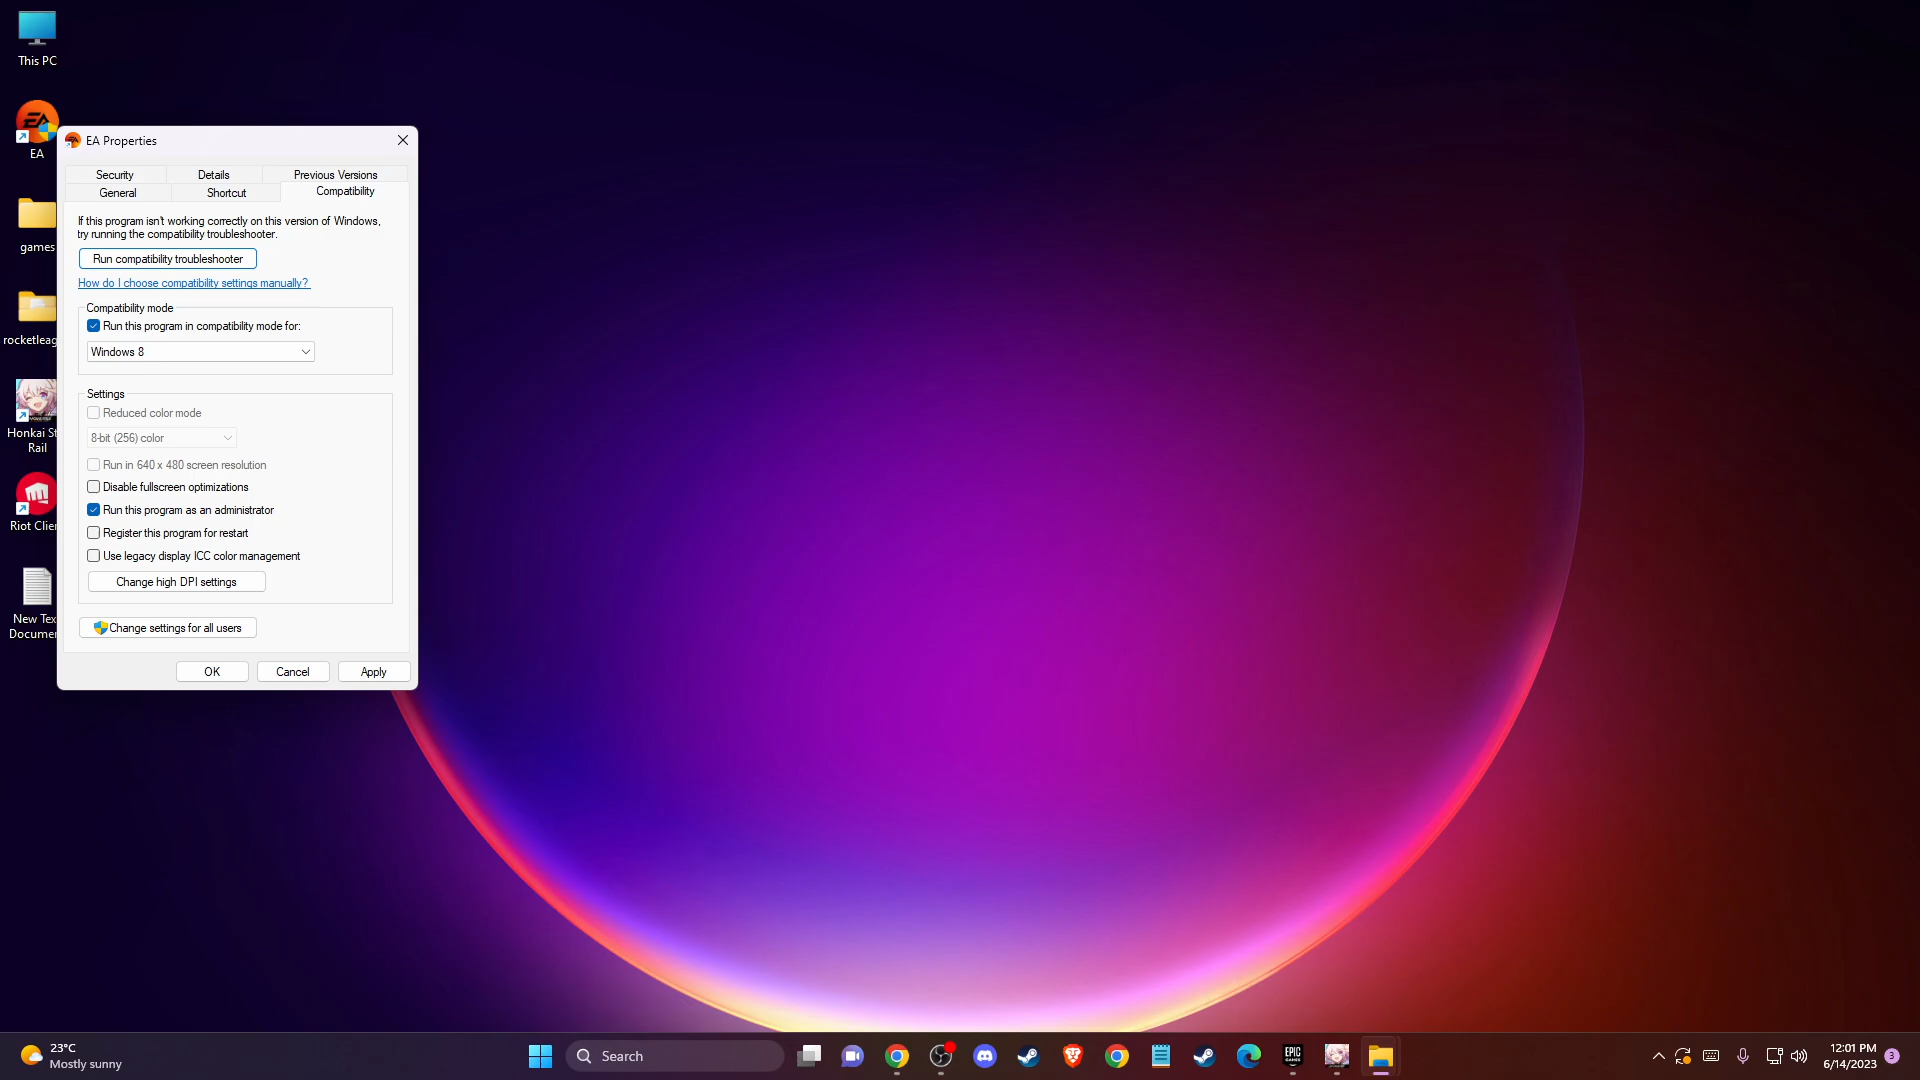 This PC
EA
games
rocketleag
Honkai St
Rail
Riot Clien
New Tex
Documen
EA Properties
Security
Details
Previous Versions
General
Shortcut
Compatibility
If this program isn't working correctly on this version of Windows,
try running the compatibility troubleshooter.
Run compatibility troubleshooter
How do I choose compatibility settings manually?
Compatibility mode
Run this program in compatibility mode for:
Windows 8
Settings
Reduced color mode
8-bit (256) color
Run in 640 x 480 screen resolution
Disable fullscreen optimizations
Run this program as an administrator
Register this program for restart
Use legacy display ICC color management
Change high DPI settings
Change settings for all users
OK
Cancel
Apply
23°C
Mostly sunny
Search
EPIC
GAMES
12:01 PM
6/14/2023
3